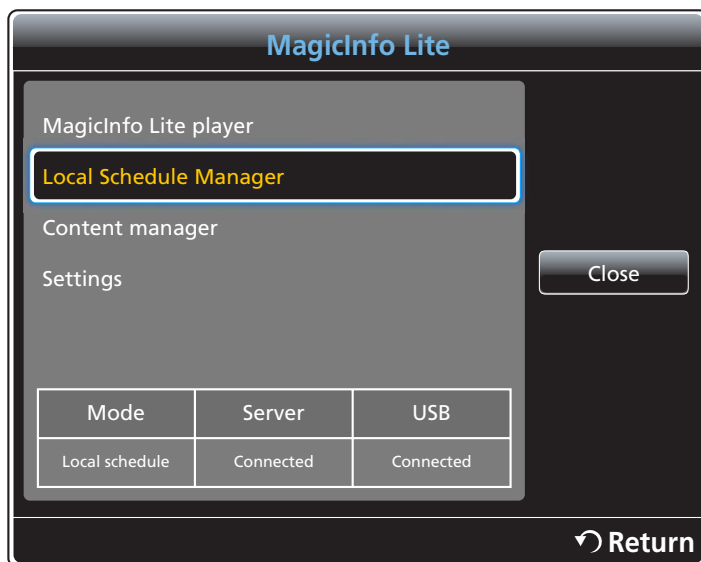 MagicInfo Lite
MagicInfo Lite player
Local Schedule Manager
Content manager
Settings
Close
Mode Server USB
Local schedule Connected Connected
Return